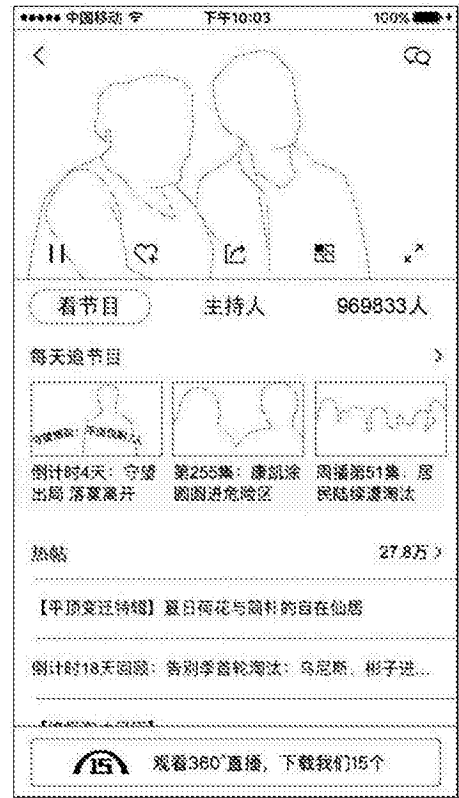 中国移动 下午10:03 100%
看节目 主持人 969833人
每天追节目
倒计时4天：守望
出局 落寞离开
第255集：康凯涂
圆圆进危险区
周播第51集，居
民陆续遭淘汰
热帖 27.8万
【平顶变迁特辑】夏日荷花与简朴的自在仙居
倒计时18天回顾：告别季首轮淘汰：乌尼斯、彬子进...
15 观看360°直播，下载我们15个